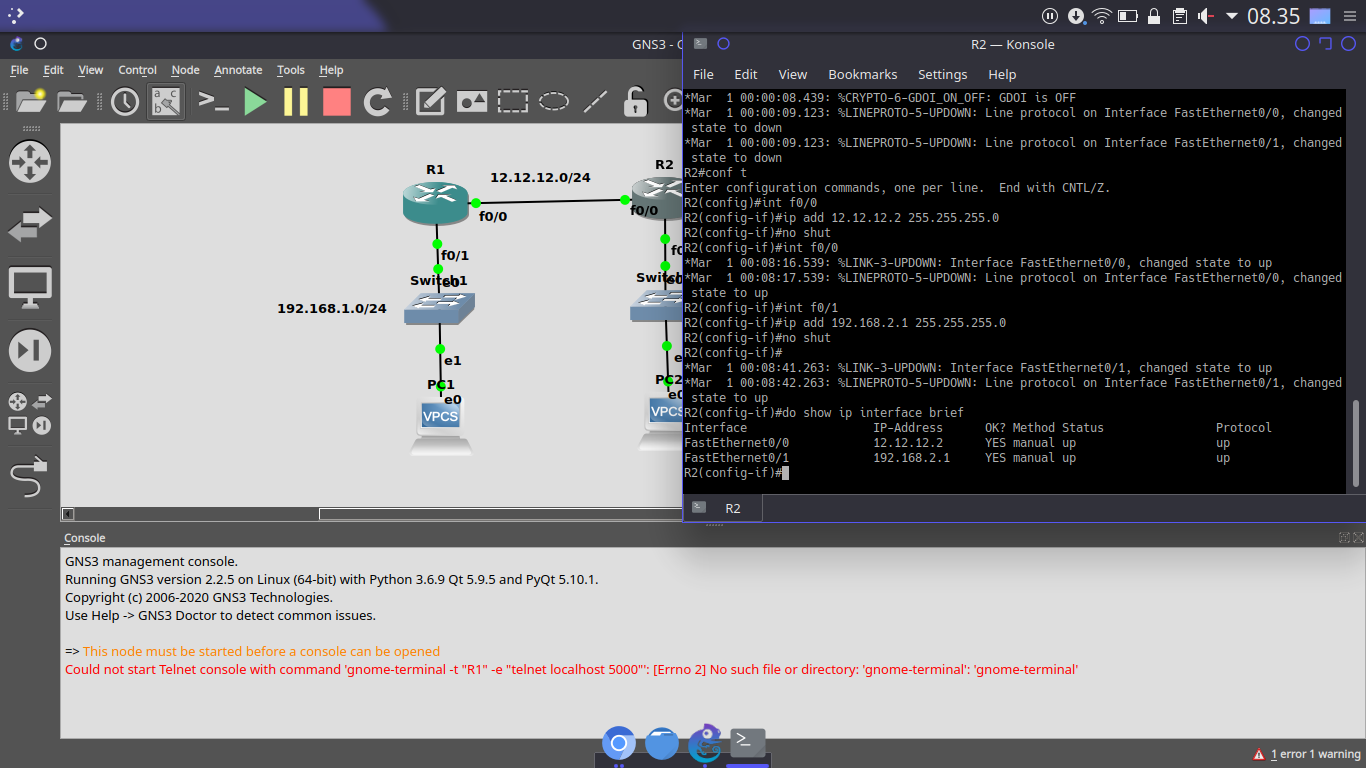 08.35
GNS3 - G
R2 — Konsole
File Edit View Control Node Annotate Tools Help
File Edit View Bookmarks Settings Help
*Mar  1 00:00:08.439: %CRYPTO-6-GDOI_ON_OFF: GDOI is OFF
*Mar  1 00:00:09.123: %LINEPROTO-5-UPDOWN: Line protocol on Interface FastEthernet0/0, changed
state to down
*Mar  1 00:00:09.123: %LINEPROTO-5-UPDOWN: Line protocol on Interface FastEthernet0/1, changed
state to down
R2#conf t
Enter configuration commands, one per line.  End with CNTL/Z.
R2(config)#int f0/0
R2(config-if)#ip add 12.12.12.2 255.255.255.0
R2(config-if)#no shut
R2(config-if)#int f0/0
*Mar  1 00:08:16.539: %LINK-3-UPDOWN: Interface FastEthernet0/0, changed state to up
*Mar  1 00:08:17.539: %LINEPROTO-5-UPDOWN: Line protocol on Interface FastEthernet0/0, changed
state to up
R2(config-if)#int f0/1
R2(config-if)#ip add 192.168.2.1 255.255.255.0
R2(config-if)#no shut
R2(config-if)#
*Mar  1 00:08:41.263: %LINK-3-UPDOWN: Interface FastEthernet0/1, changed state to up
*Mar  1 00:08:42.263: %LINEPROTO-5-UPDOWN: Line protocol on Interface FastEthernet0/1, changed
state to up
R2(config-if)#do show ip interface brief
Interface IP-Address OK? Method Status Protocol
FastEthernet0/0 12.12.12.2 YES manual up up
FastEthernet0/1 192.168.2.1 YES manual up up
R2(config-if)#
R2
R1
12.12.12.0/24
R2
f0/0
f0/0
f0/1
Switch1
e0
192.168.1.0/24
e1
PC1
e0
VPCS
PC2
Console
GNS3 management console.
Running GNS3 version 2.2.5 on Linux (64-bit) with Python 3.6.9 Qt 5.9.5 and PyQt 5.10.1.
Copyright (c) 2006-2020 GNS3 Technologies.
Use Help -> GNS3 Doctor to detect common issues.
=> This node must be started before a console can be opened
Could not start Telnet console with command 'gnome-terminal -t "R1" -e "telnet localhost 5000"': [Errno 2] No such file or directory: 'gnome-terminal': 'gnome-terminal'
1 error 1 warning